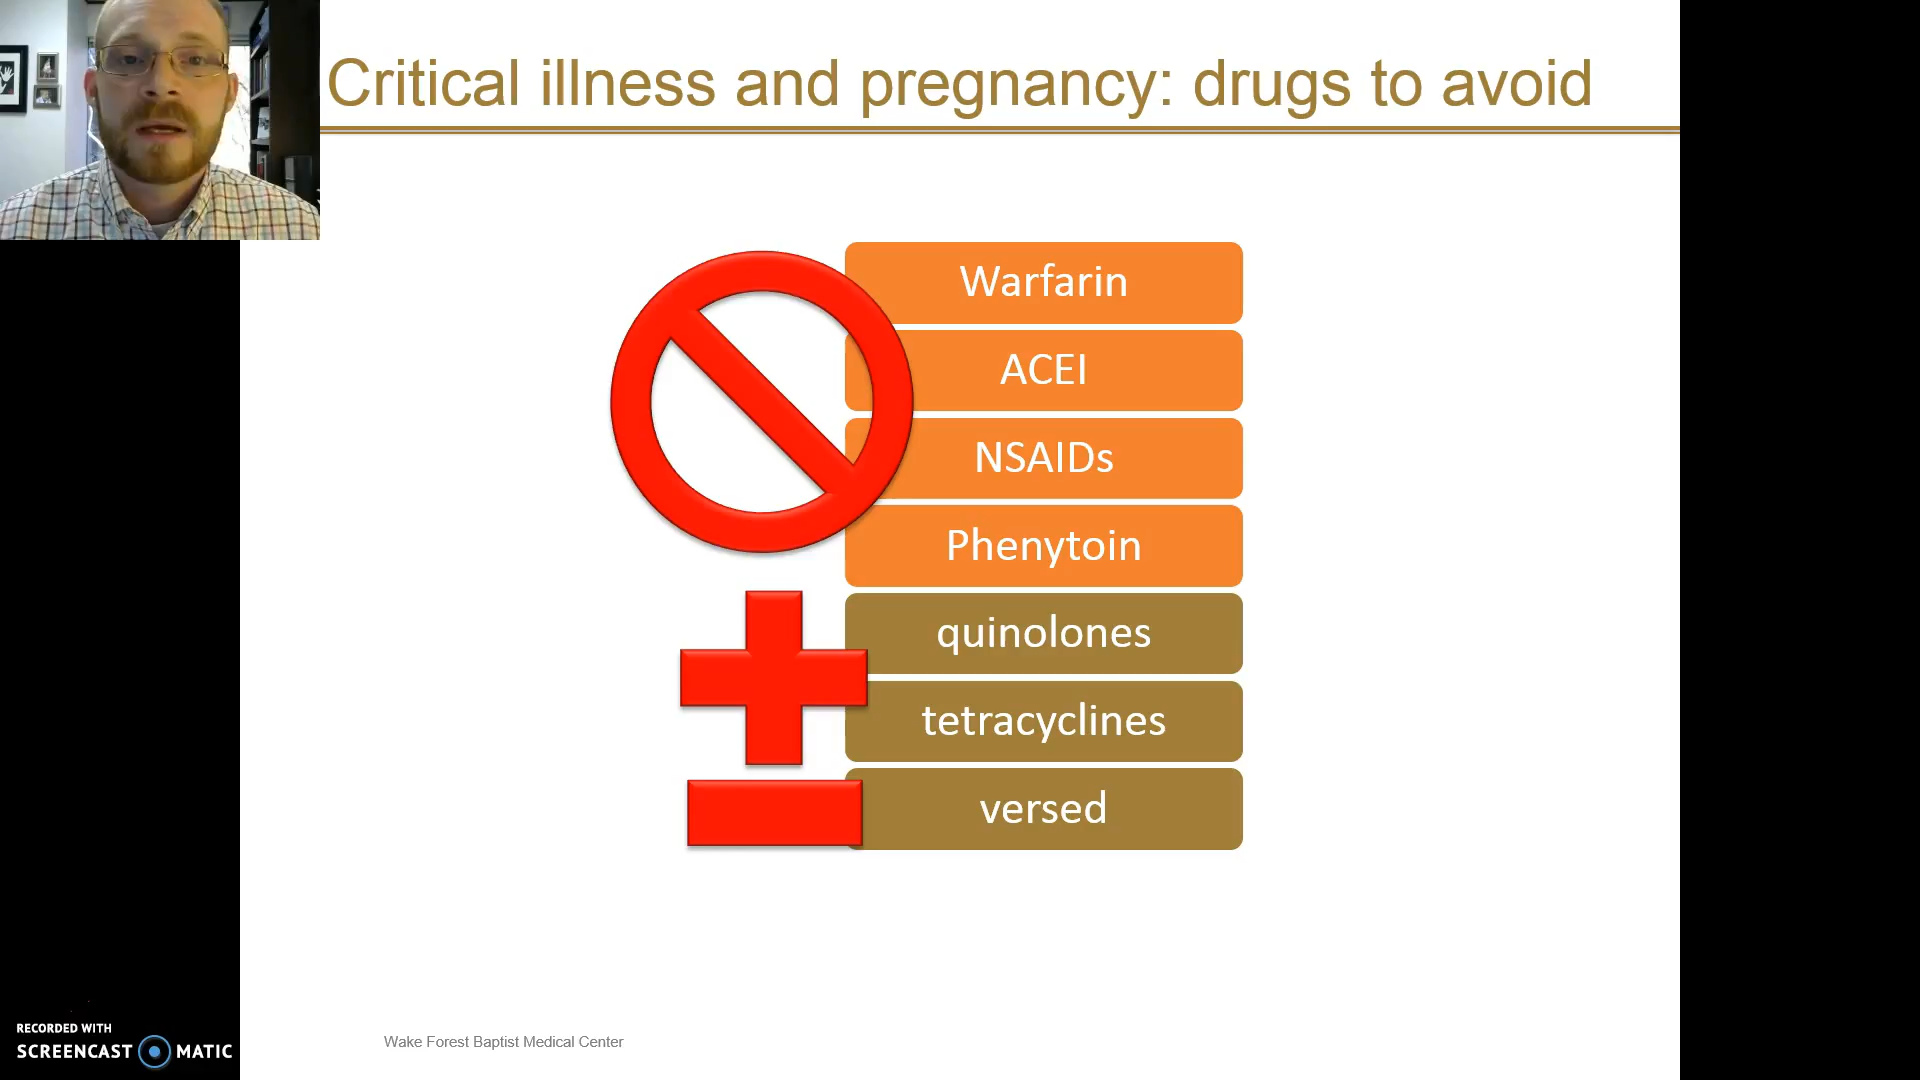 Critical illness and pregnancy: drugs to avoid
Warfarin
ACEI
NSAIDs
Phenytoin
quinolones
tetracyclines
versed
Wake Forest Baptist Medical Center
RECORDED WITH
SCREENCAST MATIC